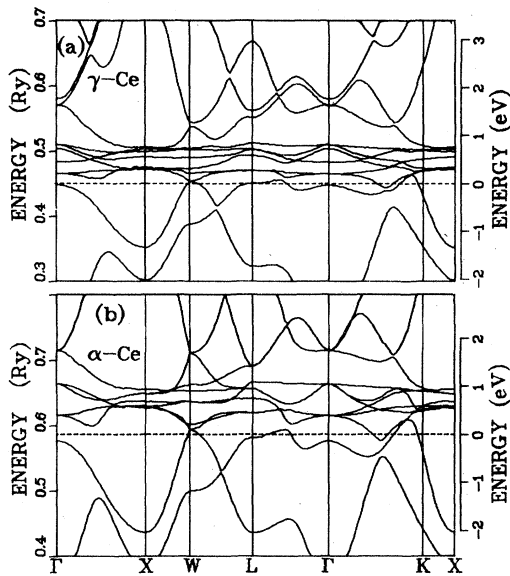 0.7
0.6
0.5
0.4
0.3
ENERGY (Ry)
(a)
γ-Ce
3
2
1
0
-1
-2
ENERGY (eV)
0.7
0.6
0.5
0.4
ENERGY (Ry)
(b)
α-Ce
2
1
0
-1
-2
ENERGY (eV)
Γ X W L Γ K X